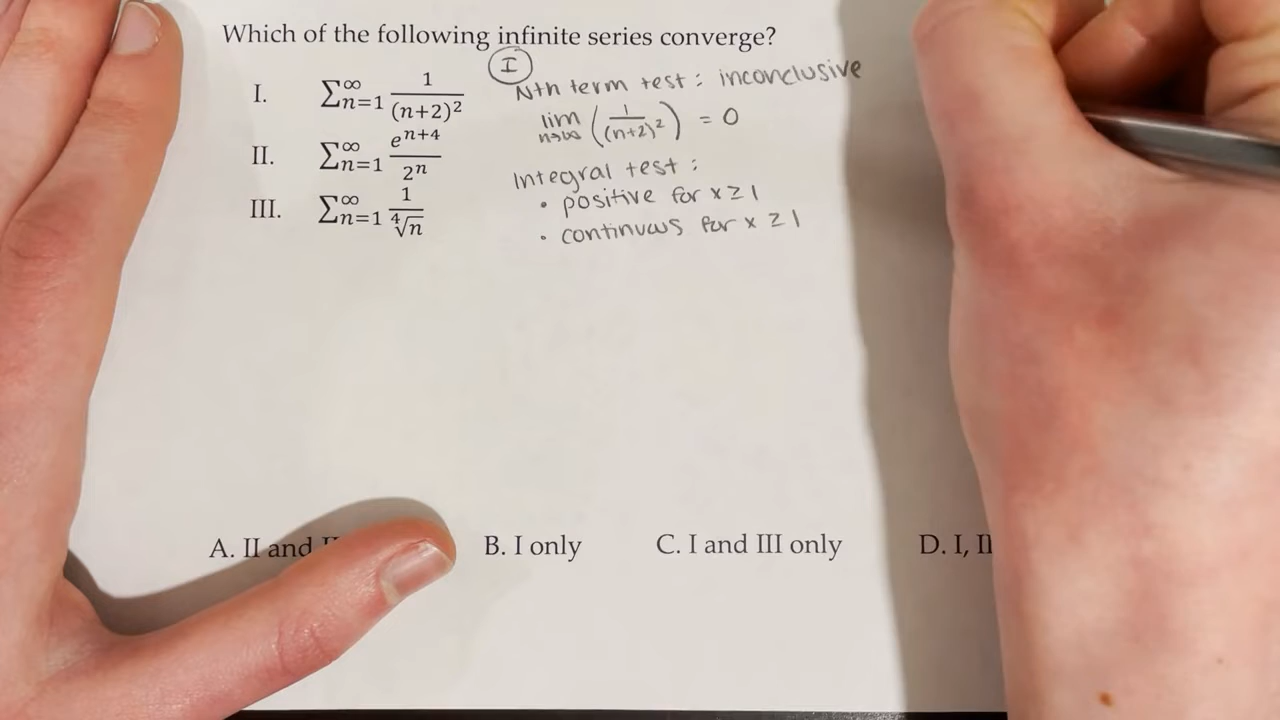 Which of the following infinite series converge?
I. ∑_{n=1}^{∞} 1/(n+2)²
II. ∑_{n=1}^{∞} e^{n+4}/2ⁿ
III. ∑_{n=1}^{∞} 1/∜n
I
Nth term test : inconclusive
lim n→∞ (1/(n+2)²) = 0
Integral test :
• positive for x ≥ 1
• continuous for x ≥ 1
A. II and
B. I only
C. I and III only
D. I,